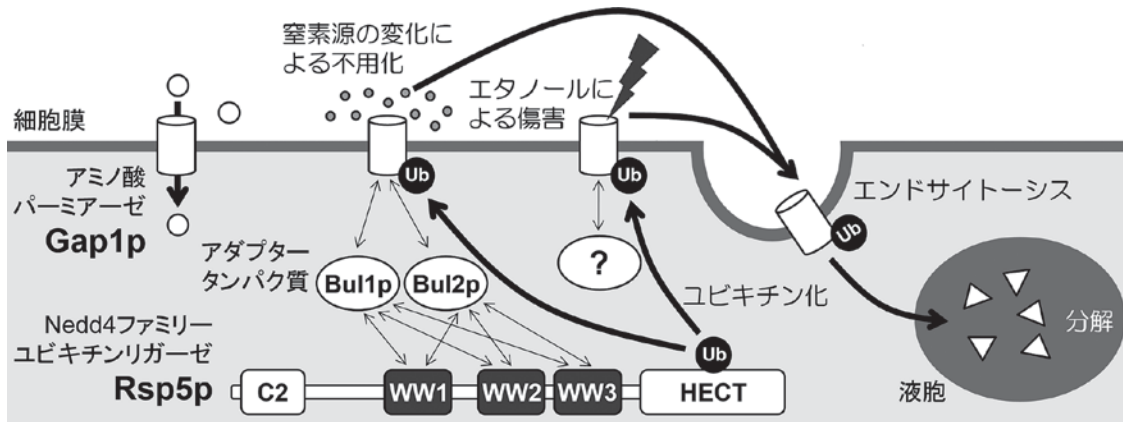 窒素源の変化に
よる不用化
エタノールに
よる傷害
細胞膜
Ub
Ub
アミノ酸
パーミアーゼ
Gap1p
エンドサイトーシス
Ub
アダプター
タンパク質
Bul1p
Bul2p
?
ユビキチン化
分解
Nedd4ファミリー
ユビキチンリガーゼ
Rsp5p
Ub
C2
WW1
WW2
WW3
HECT
液胞